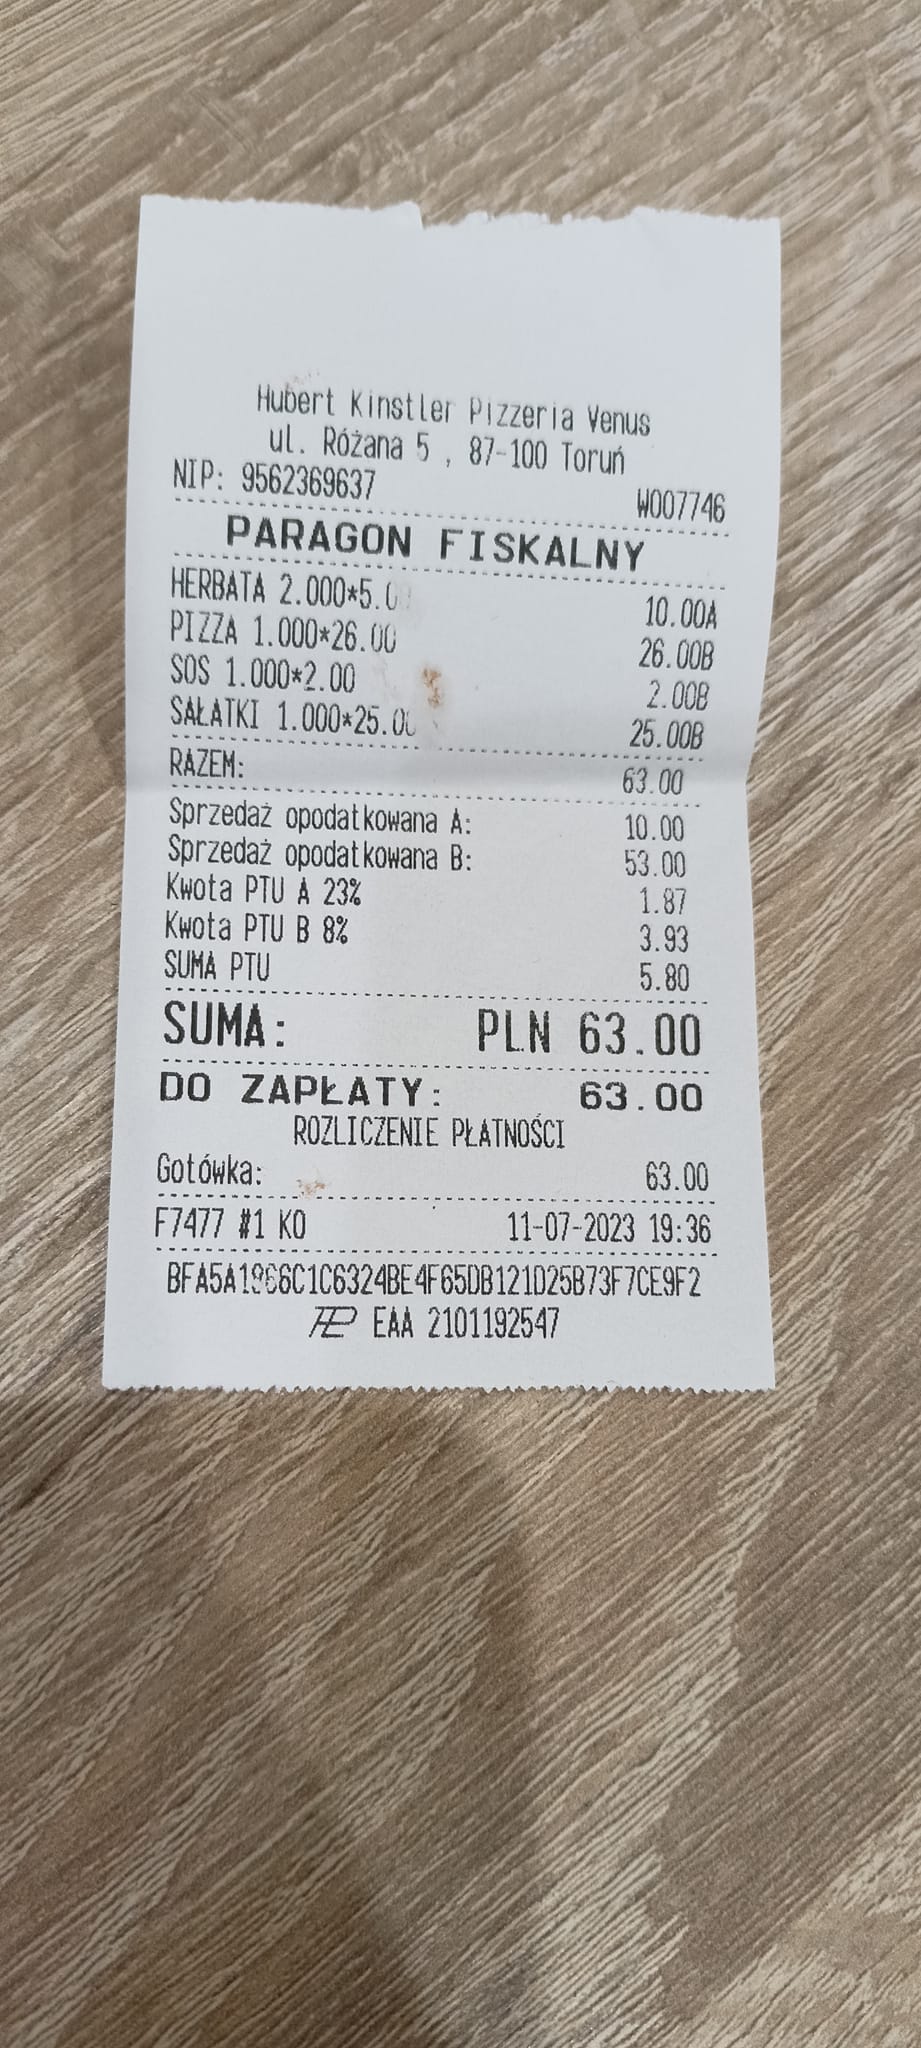 Hubert Kinstler Pizzeria Venus
ul. Różana 5 , 87-100 Toruń
NIP: 9562369637 W007746
PARAGON FISKALNY
HERBATA 2.000*5.00 10.00A
PIZZA 1.000*26.00 26.00B
SOS 1.000*2.00 2.00B
SAŁATKI 1.000*25.00 25.00B
RAZEM: 63.00
Sprzedaż opodatkowana A: 10.00
Sprzedaż opodatkowana B: 53.00
Kwota PTU A 23% 1.87
Kwota PTU B 8% 3.93
SUMA PTU 5.80
SUMA: PLN 63.00
DO ZAPŁATY: 63.00
ROZLICZENIE PŁATNOŚCI
Gotówka: 63.00
F7477 #1 KO 11-07-2023 19:36
EAA 2101192547